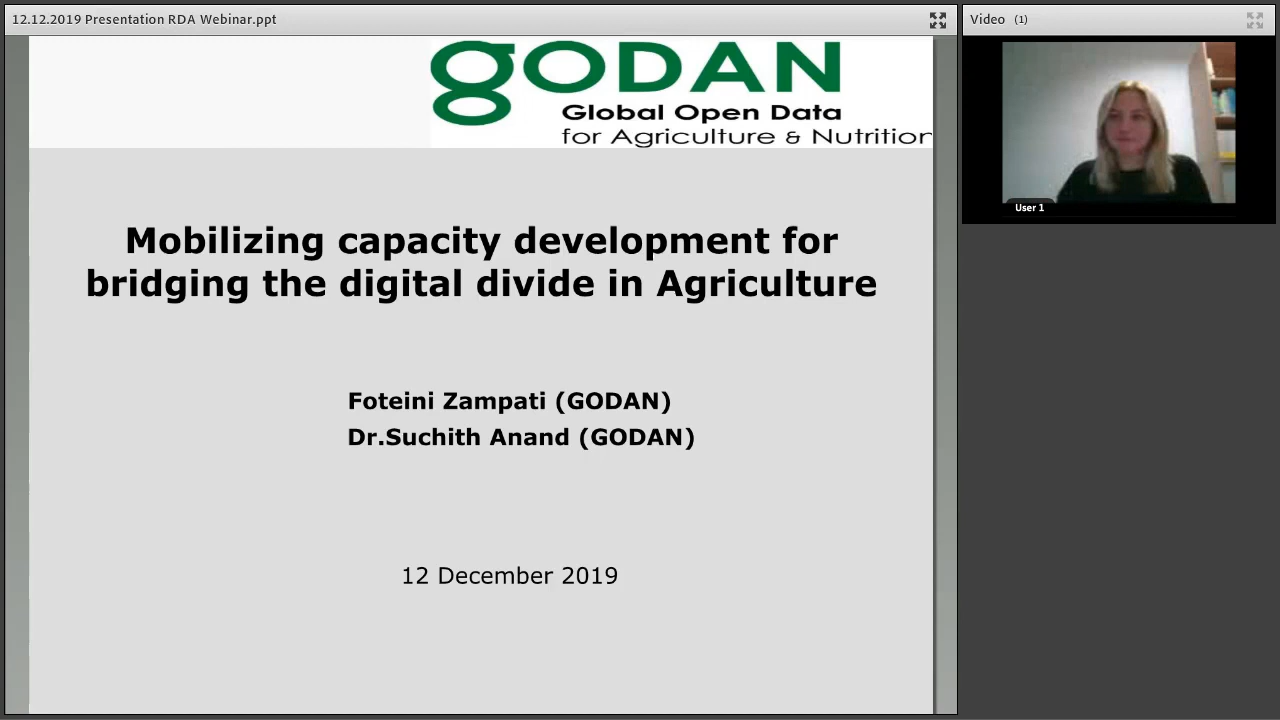 12.12.2019 Presentation RDA Webinar.ppt
Video (1)
GODAN
Global Open Data
for Agriculture & Nutrition
User 1
Mobilizing capacity development for
bridging the digital divide in Agriculture
Foteini Zampati (GODAN)
Dr.Suchith Anand (GODAN)
12 December 2019